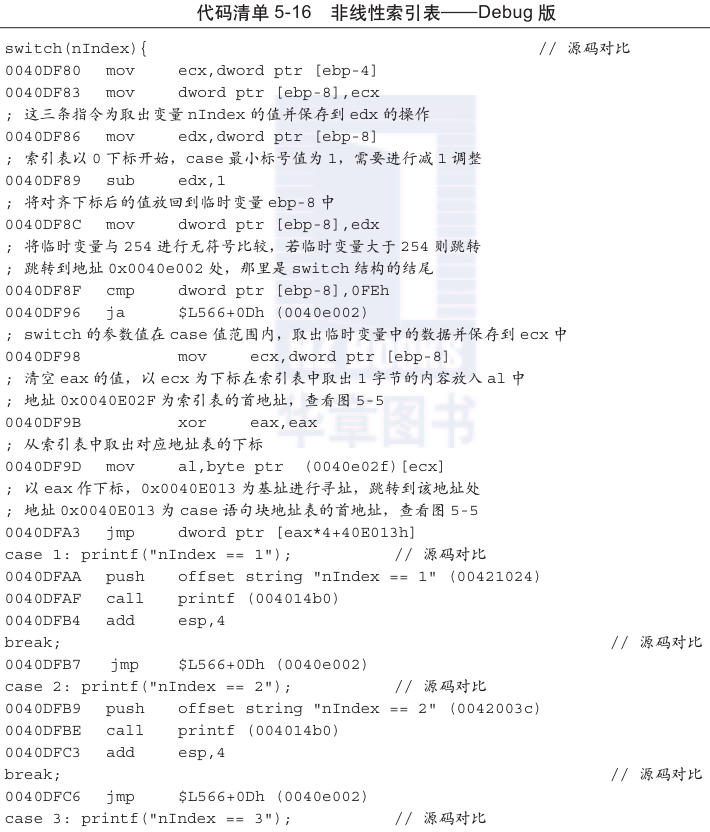 代码清单 5-16 非线性索引表——Debug 版
switch(nIndex){ // 源码对比
0040DF80 mov ecx,dword ptr [ebp-4]
0040DF83 mov dword ptr [ebp-8],ecx
; 这三条指令为取出变量 nIndex 的值并保存到 edx 的操作
0040DF86 mov edx,dword ptr [ebp-8]
; 索引表以 0 下标开始，case 最小标号值为 1，需要进行减 1 调整
0040DF89 sub edx,1
; 将对齐下标后的值放回到临时变量 ebp-8 中
0040DF8C mov dword ptr [ebp-8],edx
; 将临时变量与 254 进行无符号比较，若临时变量大于 254 则跳转
; 跳转到地址 0x0040e002 处，那里是 switch 结构的结尾
0040DF8F cmp dword ptr [ebp-8],0FEh
0040DF96 ja $L566+0Dh (0040e002)
; switch 的参数值在 case 值范围内，取出临时变量中的数据并保存到 ecx 中
0040DF98 mov ecx,dword ptr [ebp-8]
; 清空 eax 的值，以 ecx 为下标在索引表中取出 1 字节的内容放入 al 中
; 地址 0x0040E02F 为索引表的首地址，查看图 5-5
0040DF9B xor eax,eax
; 从索引表中取出对应地址表的下标
0040DF9D mov al,byte ptr (0040e02f)[ecx]
; 以 eax 作下标，0x0040E013 为基址进行寻址，跳转到该地址处
; 地址 0x0040E013 为 case 语句块地址表的首地址，查看图 5-5
0040DFA3 jmp dword ptr [eax*4+40E013h]
case 1: printf("nIndex == 1"); // 源码对比
0040DFAA push offset string "nIndex == 1" (00421024)
0040DFAF call printf (004014b0)
0040DFB4 add esp,4
break; // 源码对比
0040DFB7 jmp $L566+0Dh (0040e002)
case 2: printf("nIndex == 2"); // 源码对比
0040DFB9 push offset string "nIndex == 2" (0042003c)
0040DFBE call printf (004014b0)
0040DFC3 add esp,4
break; // 源码对比
0040DFC6 jmp $L566+0Dh (0040e002)
case 3: printf("nIndex == 3"); // 源码对比
华章图书